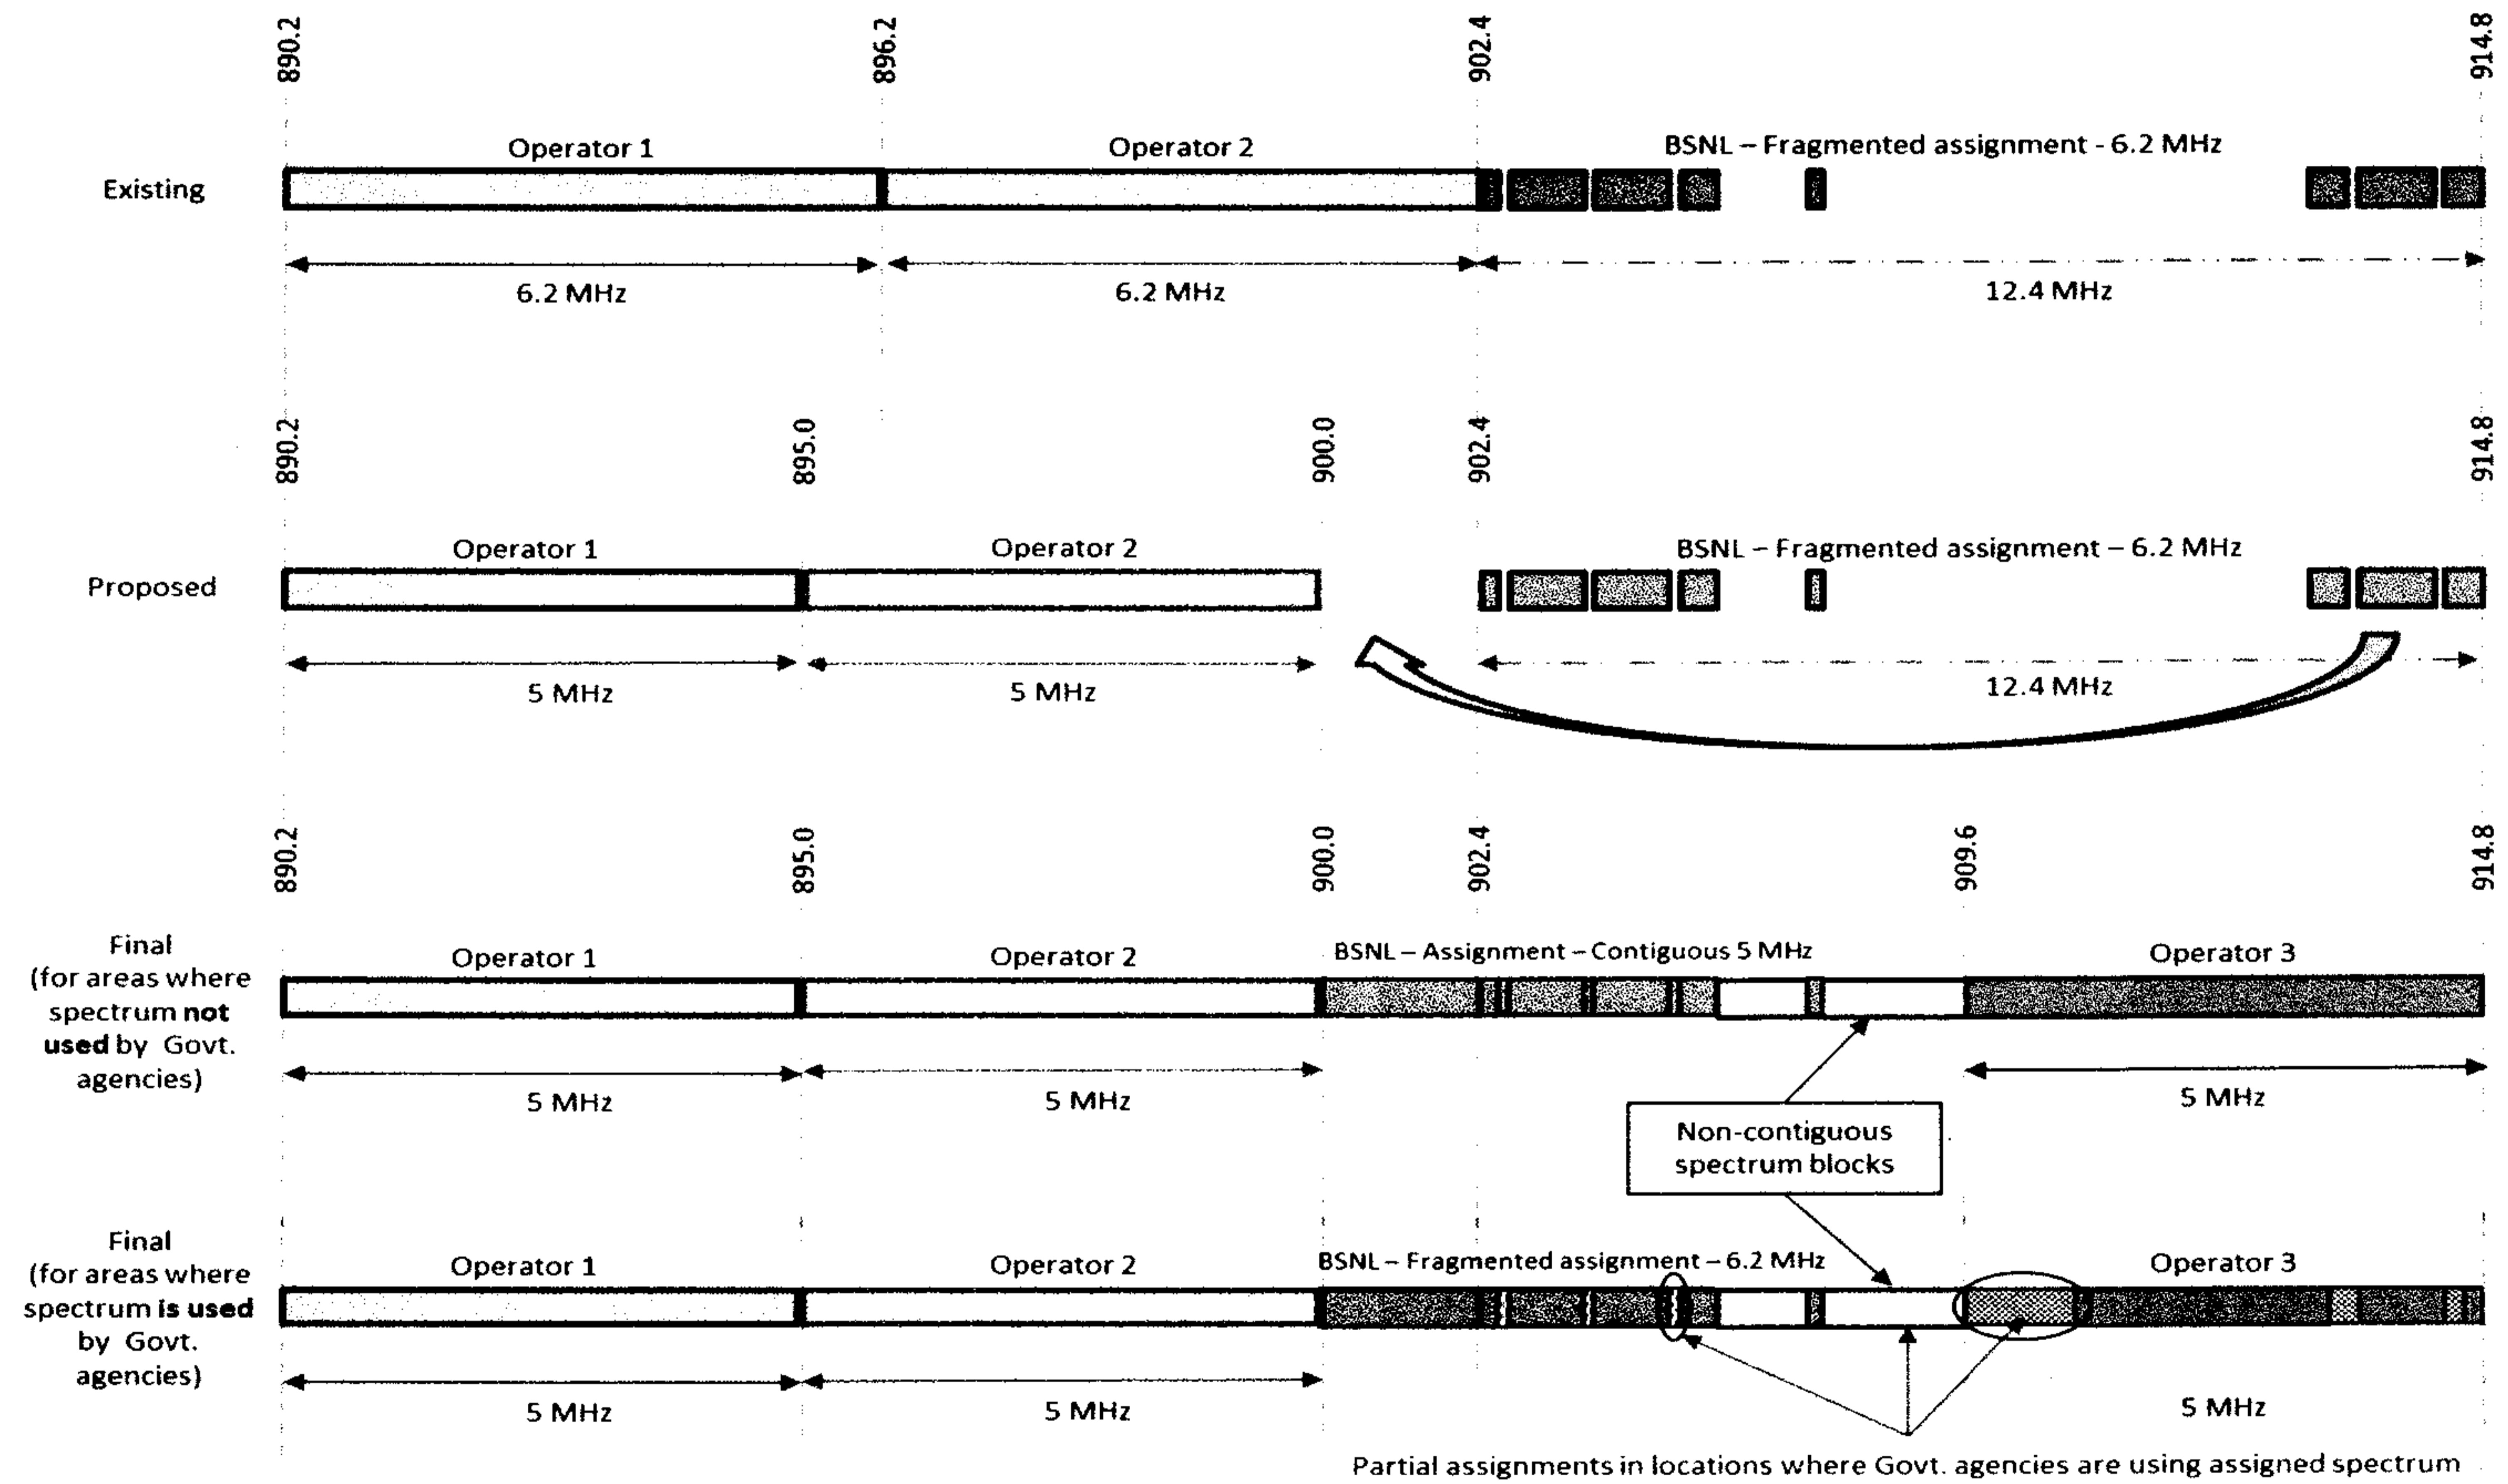 890.2
896.2
902.4
914.8
Operator 1
Operator 2
BSNL – Fragmented assignment - 6.2 MHz
Existing
6.2 MHz
6.2 MHz
12.4 MHz
890.2
895.0
900.0
902.4
914.8
Operator 1
Operator 2
BSNL – Fragmented assignment – 6.2 MHz
Proposed
5 MHz
5 MHz
12.4 MHz
890.2
895.0
900.0
902.4
909.6
914.8
Final
(for areas where
spectrum not
used by Govt.
agencies)
Operator 1
Operator 2
BSNL – Assignment – Contiguous 5 MHz
Operator 3
5 MHz
5 MHz
5 MHz
Non-contiguous
spectrum blocks
Final
(for areas where
spectrum is used
by Govt.
agencies)
Operator 1
Operator 2
BSNL – Fragmented assignment – 6.2 MHz
Operator 3
5 MHz
5 MHz
5 MHz
Partial assignments in locations where Govt. agencies are using assigned spectrum